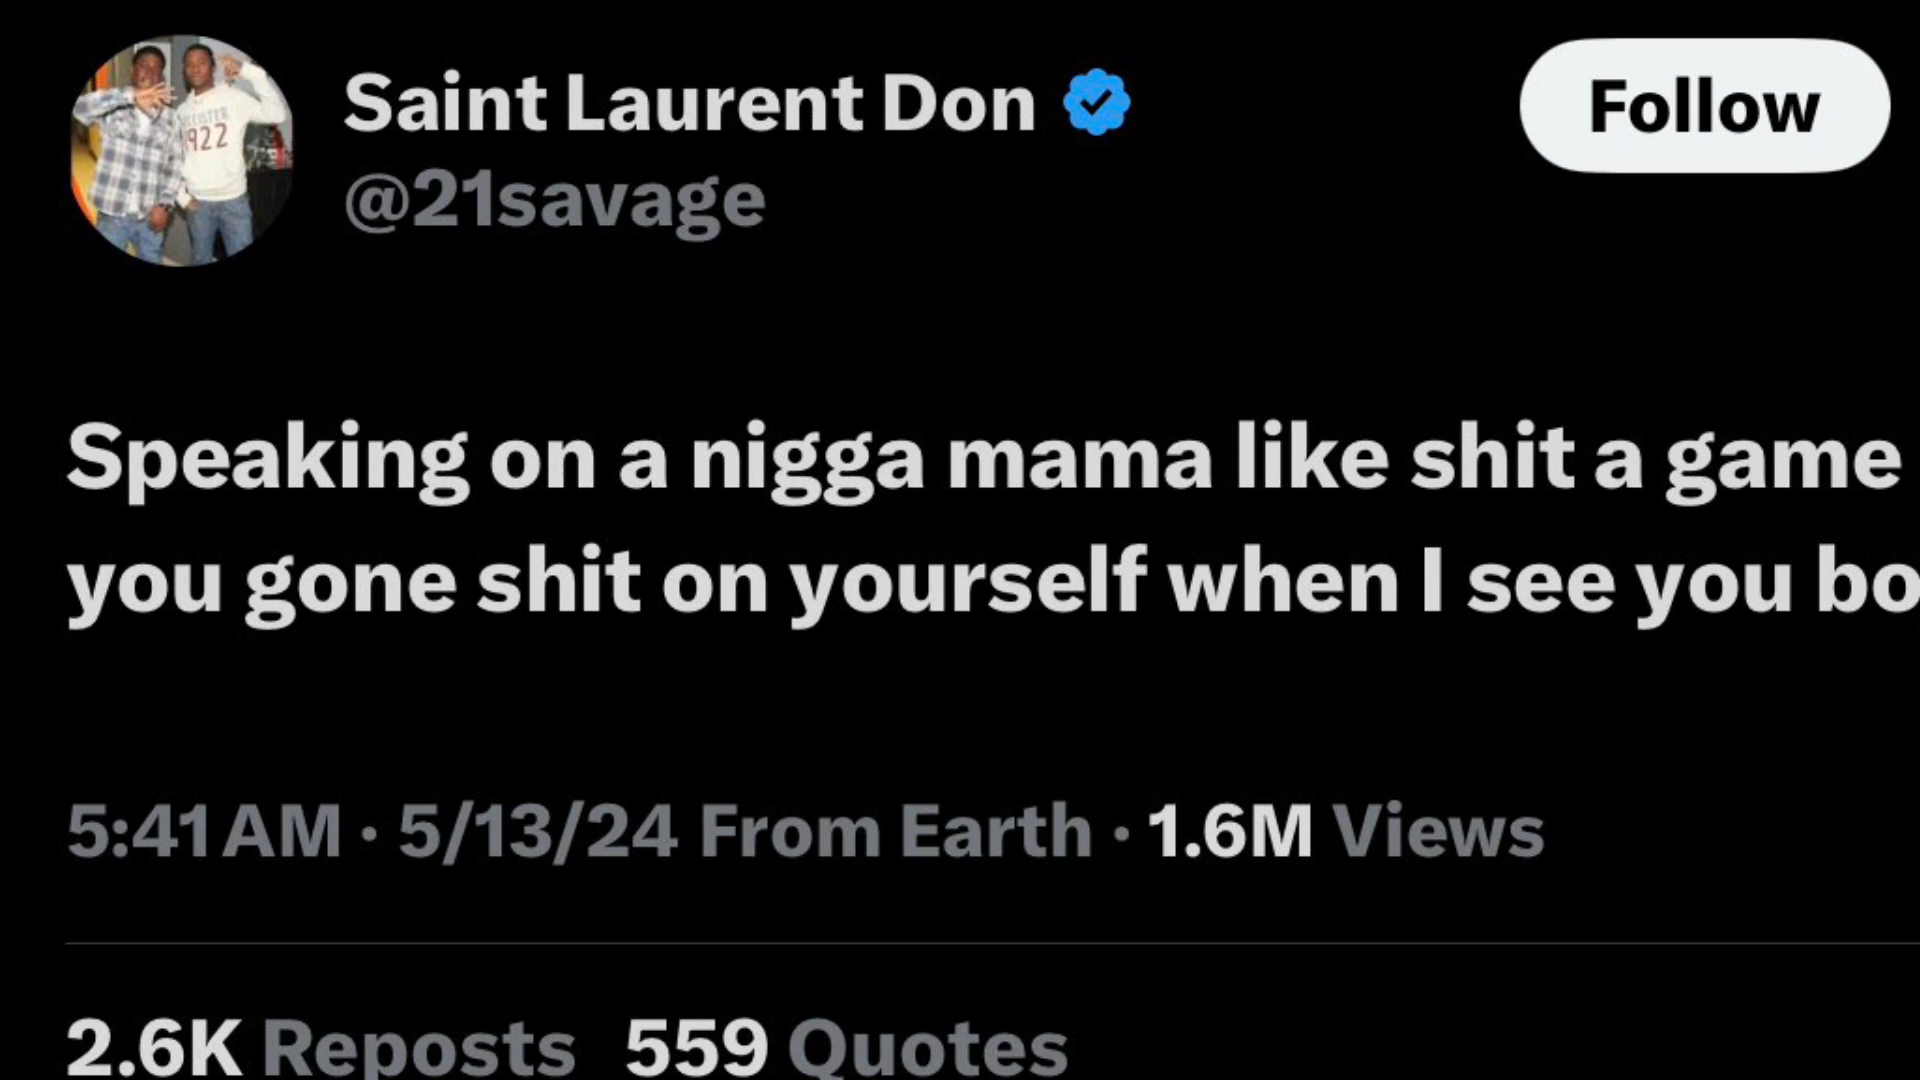 Saint Laurent Don
Follow
@21savage
1922
Speaking on a nigga mama like shit a game
you gone shit on yourself when I see you bo
5:41 AM · 5/13/24 From Earth · 1.6M Views
2.6K Reposts 559 Quotes